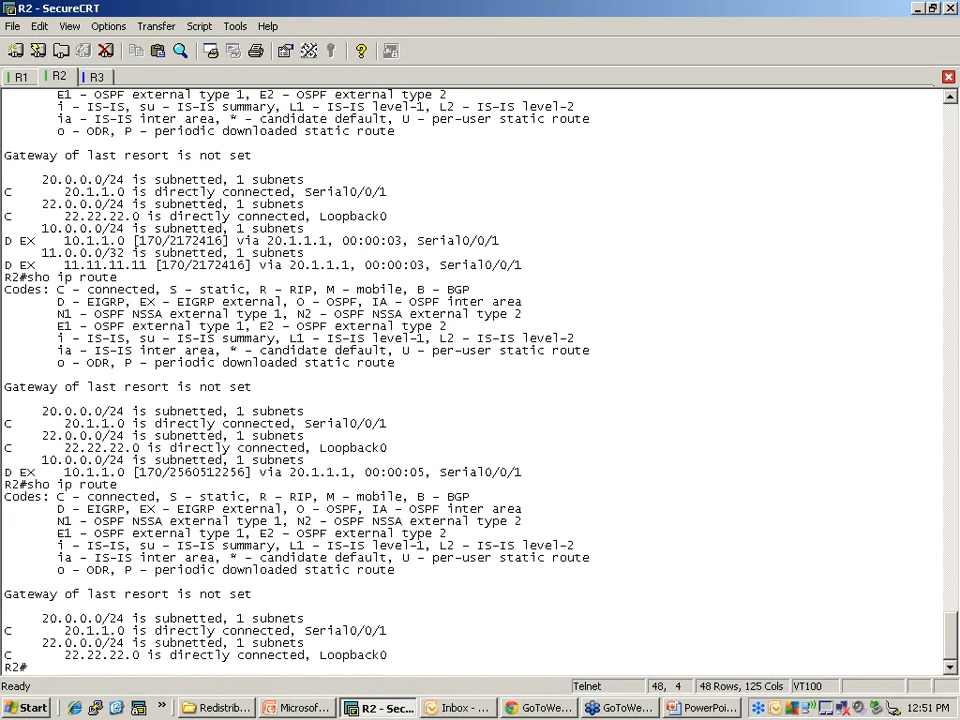 R2 - SecureCRT
File Edit View Options Transfer Script Tools Help
R1 R2 R3
E1 - OSPF external type 1, E2 - OSPF external type 2
i - IS-IS, su - IS-IS summary, L1 - IS-IS level-1, L2 - IS-IS level-2
ia - IS-IS inter area, * - candidate default, U - per-user static route
o - ODR, P - periodic downloaded static route
Gateway of last resort is not set
20.0.0.0/24 is subnetted, 1 subnets
C 20.1.1.0 is directly connected, Serial0/0/1
22.0.0.0/24 is subnetted, 1 subnets
C 22.22.22.0 is directly connected, Loopback0
10.0.0.0/24 is subnetted, 1 subnets
D EX 10.1.1.0 [170/2172416] via 20.1.1.1, 00:00:03, Serial0/0/1
11.0.0.0/32 is subnetted, 1 subnets
D EX 11.11.11.11 [170/2172416] via 20.1.1.1, 00:00:03, Serial0/0/1
R2#sho ip route
Codes: C - connected, S - static, R - RIP, M - mobile, B - BGP
D - EIGRP, EX - EIGRP external, O - OSPF, IA - OSPF inter area
N1 - OSPF NSSA external type 1, N2 - OSPF NSSA external type 2
E1 - OSPF external type 1, E2 - OSPF external type 2
i - IS-IS, su - IS-IS summary, L1 - IS-IS level-1, L2 - IS-IS level-2
ia - IS-IS inter area, * - candidate default, U - per-user static route
o - ODR, P - periodic downloaded static route
Gateway of last resort is not set
20.0.0.0/24 is subnetted, 1 subnets
C 20.1.1.0 is directly connected, Serial0/0/1
22.0.0.0/24 is subnetted, 1 subnets
C 22.22.22.0 is directly connected, Loopback0
10.0.0.0/24 is subnetted, 1 subnets
D EX 10.1.1.0 [170/2560512256] via 20.1.1.1, 00:00:05, Serial0/0/1
R2#sho ip route
Codes: C - connected, S - static, R - RIP, M - mobile, B - BGP
D - EIGRP, EX - EIGRP external, O - OSPF, IA - OSPF inter area
N1 - OSPF NSSA external type 1, N2 - OSPF NSSA external type 2
E1 - OSPF external type 1, E2 - OSPF external type 2
i - IS-IS, su - IS-IS summary, L1 - IS-IS level-1, L2 - IS-IS level-2
ia - IS-IS inter area, * - candidate default, U - per-user static route
o - ODR, P - periodic downloaded static route
Gateway of last resort is not set
20.0.0.0/24 is subnetted, 1 subnets
C 20.1.1.0 is directly connected, Serial0/0/1
22.0.0.0/24 is subnetted, 1 subnets
C 22.22.22.0 is directly connected, Loopback0
R2#
Ready Telnet 48, 4 48 Rows, 125 Cols VT100
Start » Redistrib... Microsof... R2 - Sec... Inbox - ... GoToWe... GoToWe... PowerPoi... 12:51 PM